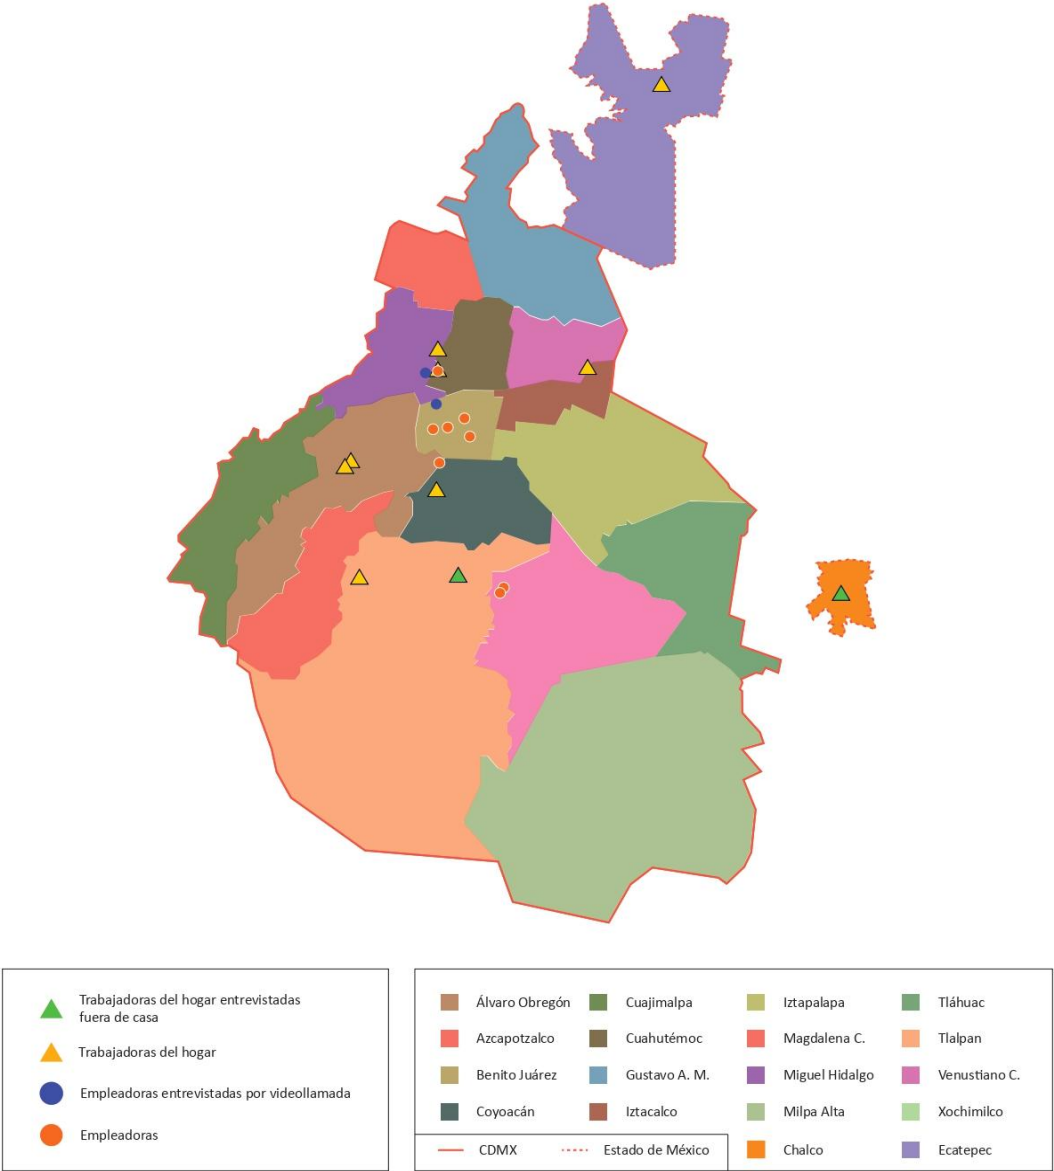 Trabajadoras del hogar entrevistadas
fuera de casa
Trabajadoras del hogar
Empleadoras entrevistadas por videollamada
Empleadoras
Álvaro Obregón
Cuajimalpa
Iztapalapa
Tláhuac
Azcapotzalco
Cuahutémoc
Magdalena C.
Tlalpan
Benito Juárez
Gustavo A. M.
Miguel Hidalgo
Venustiano C.
Coyoacán
Iztacalco
Milpa Alta
Xochimilco
CDMX
Estado de México
Chalco
Ecatepec